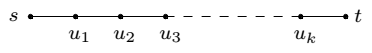 s t
u₁ u₂ u₃ uₖ